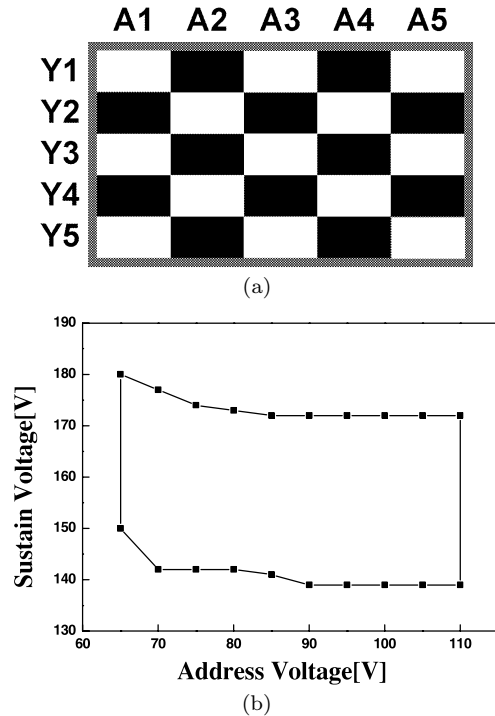 A1 A2 A3 A4 A5
Y1
Y2
Y3
Y4
Y5
(a)
190
180
170
160
150
140
130
60 70 80 90 100 110
Sustain Voltage[V]
Address Voltage[V]
(b)